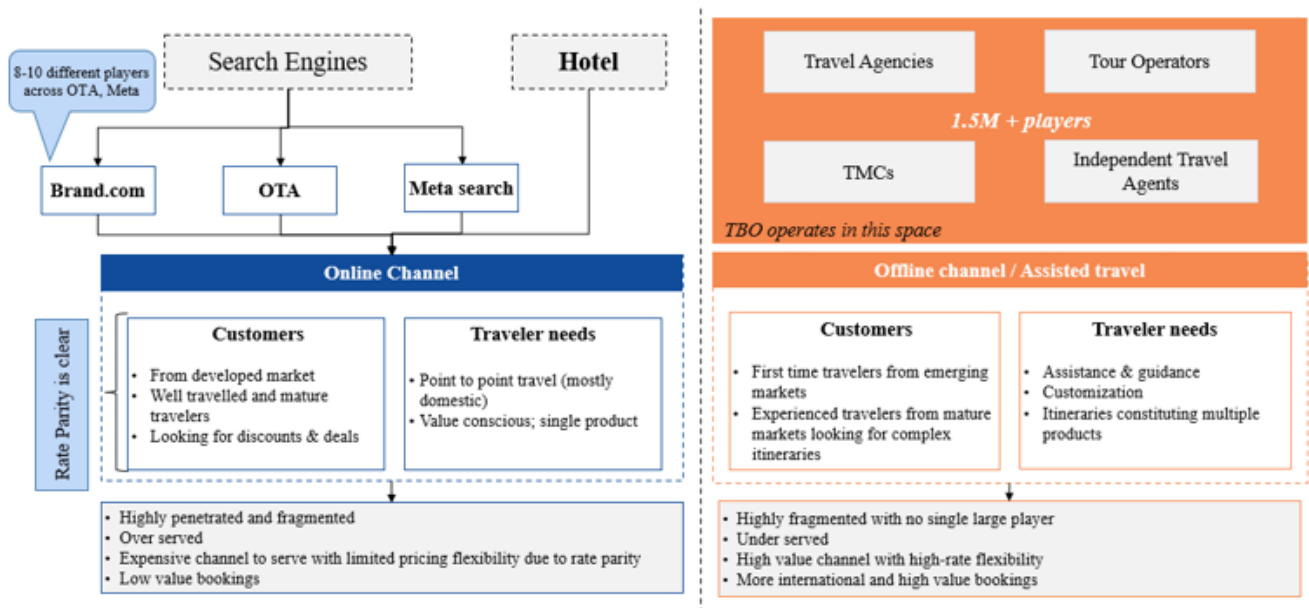 Search Engines
Hotel
8-10 different players
across OTA, Meta
Brand.com
OTA
Meta search
Online Channel
Rate Parity is clear
Customers
• From developed market
• Well travelled and mature
travelers
• Looking for discounts & deals
Traveler needs
• Point to point travel (mostly
domestic)
• Value conscious; single product
• Highly penetrated and fragmented
• Over served
• Expensive channel to serve with limited pricing flexibility due to rate parity
• Low value bookings
Travel Agencies
Tour Operators
1.5M + players
TMCs
Independent Travel
Agents
TBO operates in this space
Offline channel / Assisted travel
Customers
• First time travelers from emerging
markets
• Experienced travelers from mature
markets looking for complex
itineraries
Traveler needs
• Assistance & guidance
• Customization
• Itineraries constituting multiple
products
• Highly fragmented with no single large player
• Under served
• High value channel with high-rate flexibility
• More international and high value bookings